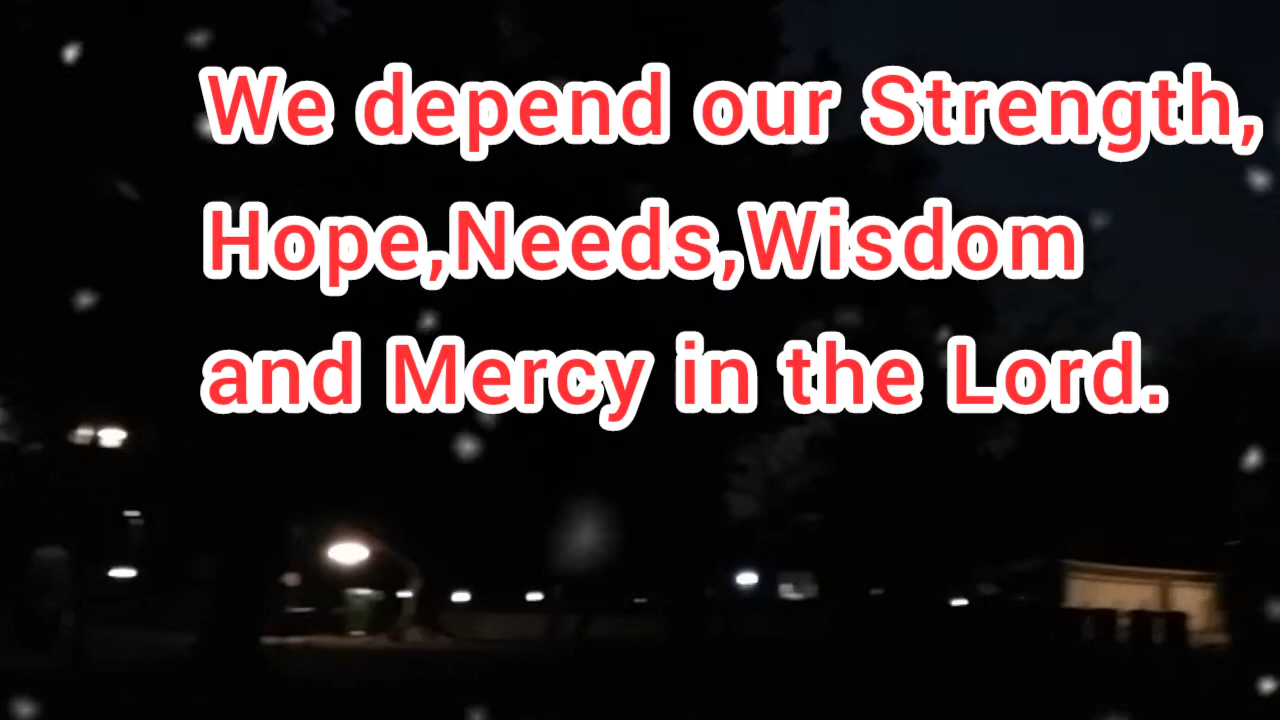 We depend our Strength,
Hope,Needs,Wisdom
and Mercy in the Lord.